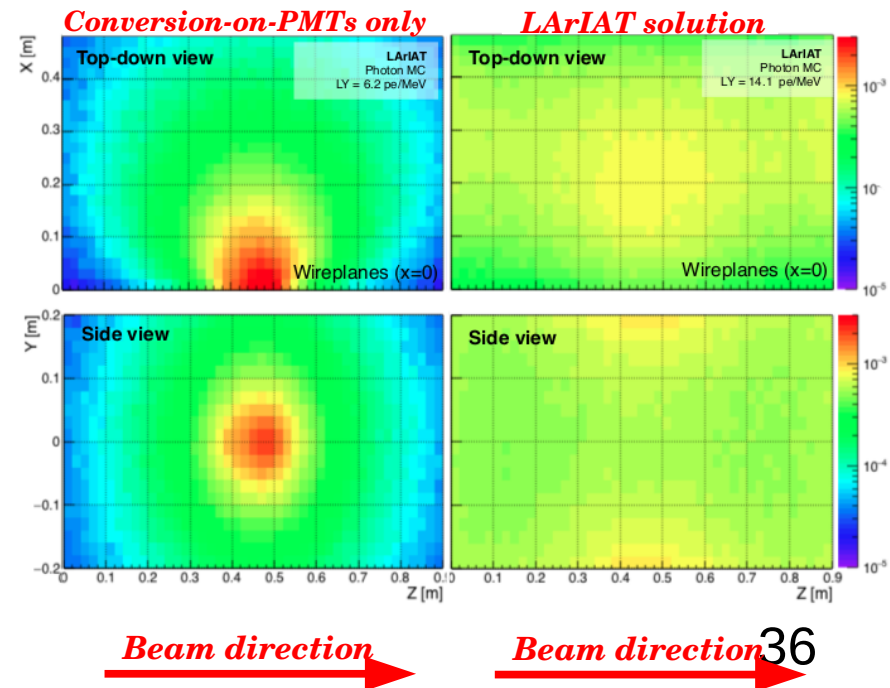 Conversion-on-PMTs only
LArIAT solution
X [m]
0.4
0.3
0.2
0.1
0
Top-down view
LArIAT
Photon MC
LY = 6.2 pe/MeV
Wireplanes (x=0)
Top-down view
LArIAT
Photon MC
LY = 14.1 pe/MeV
Wireplanes (x=0)
10⁻³
10⁻
10⁻⁵
Y [m]
0.2
0.1
0
−0.1
−0.2
Side view
Side view
10⁻³
10⁻⁴
10⁻⁵
0 0.1 0.2 0.3 0.4 0.5 0.6 0.7 0.8
0.1 0.2 0.3 0.4 0.5 0.6 0.7 0.8 0.9
Z [m]
Z [m]
Beam direction
Beam direction
36